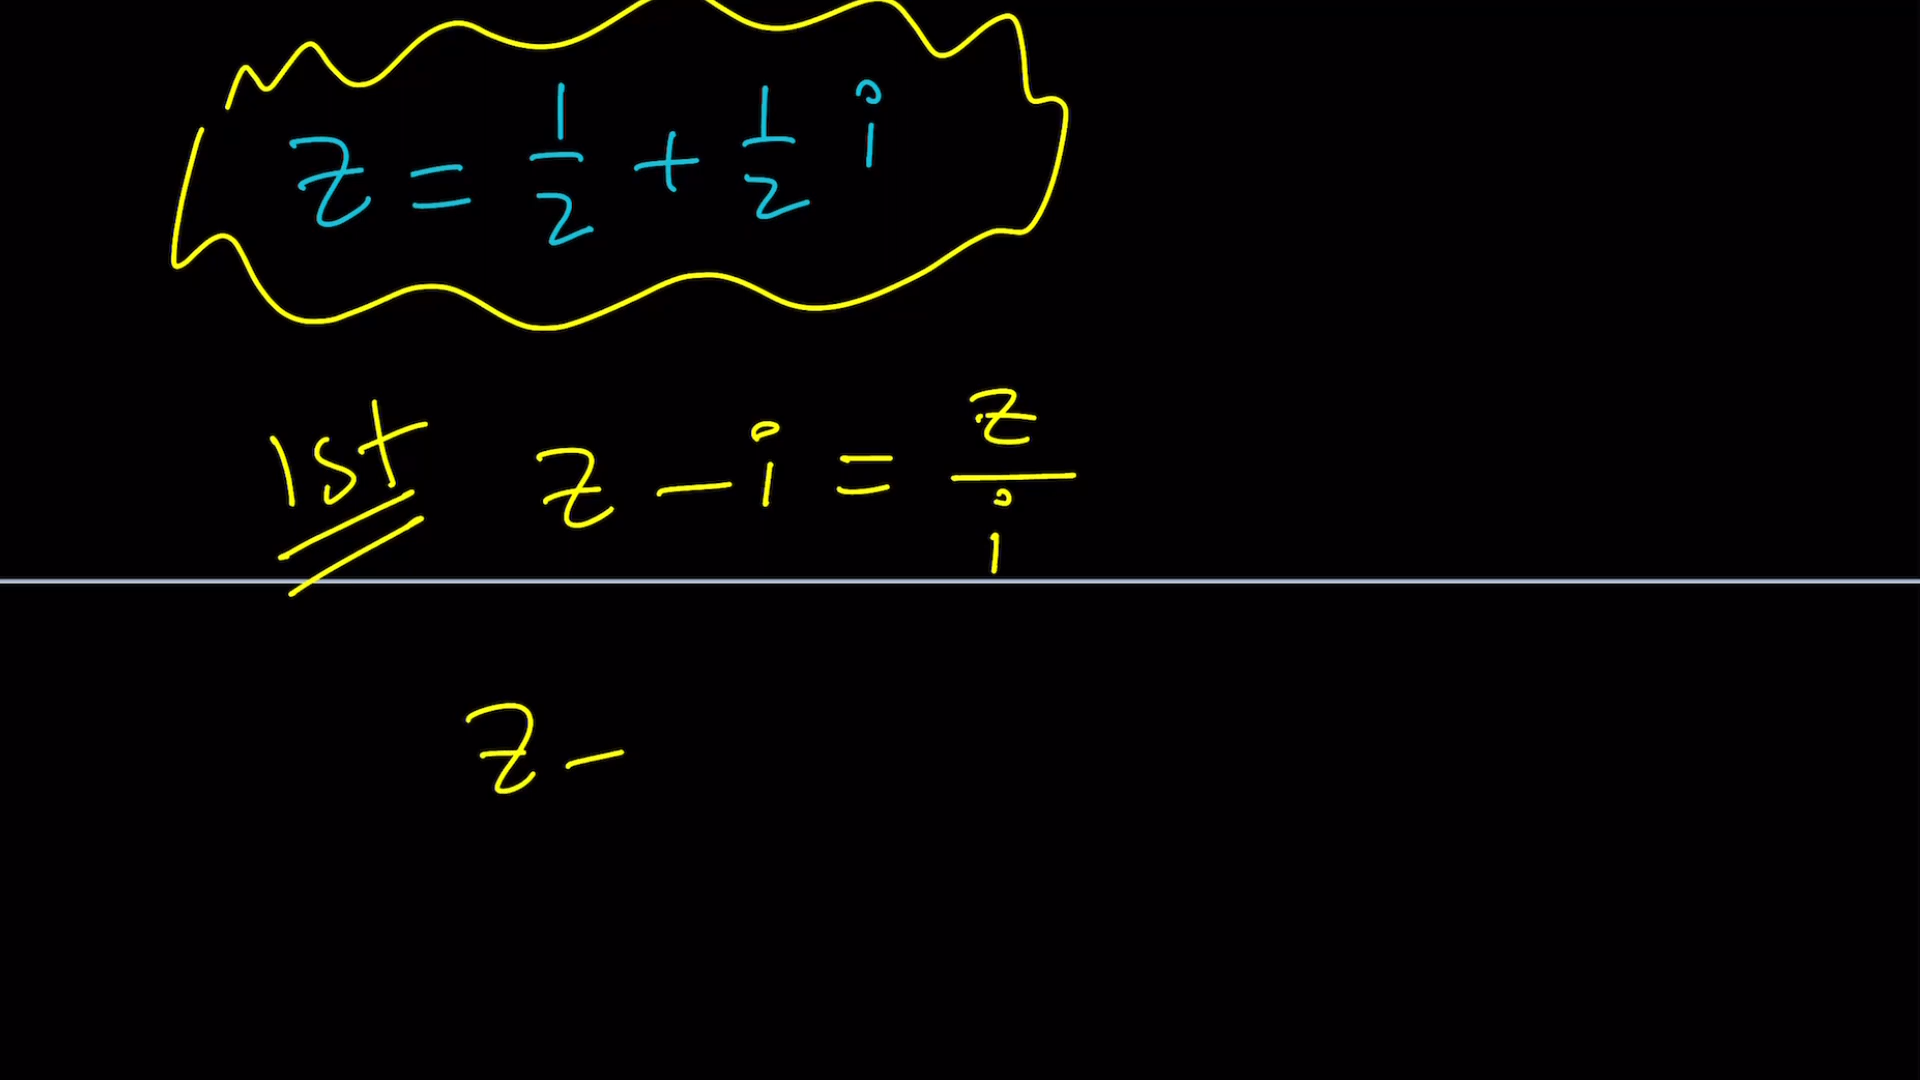 z = 1/2 + 1/2 i
1st z - i = z/i
z -